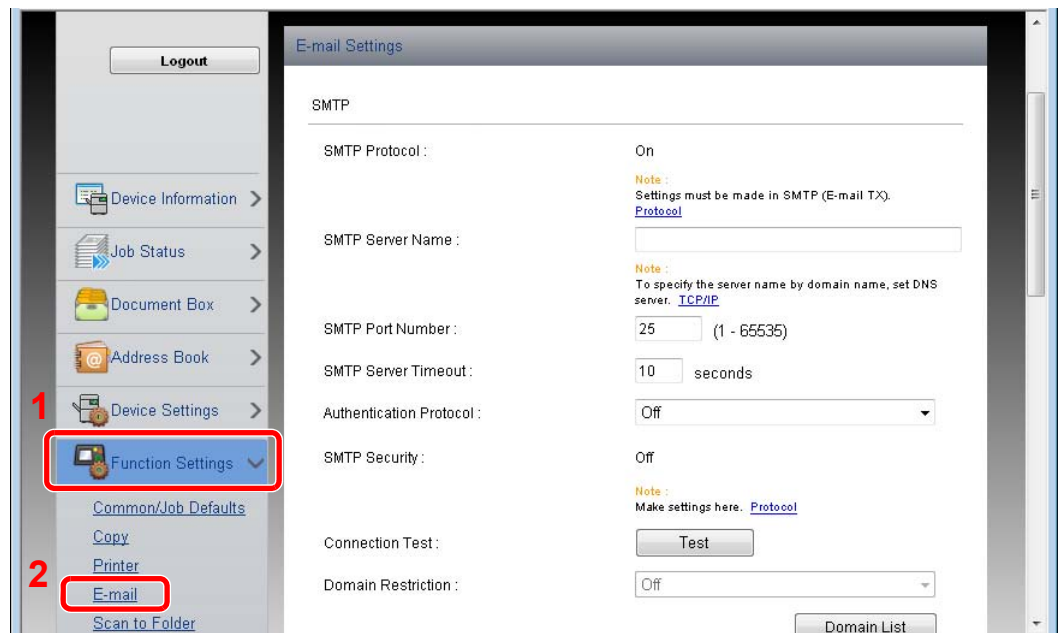 Logout
Device Information
Job Status
Document Box
Address Book
1
Device Settings
Function Settings
Common/Job Defaults
Copy
Printer
2
E-mail
Scan to Folder
E-mail Settings
SMTP
SMTP Protocol :
On
Note :
Settings must be made in SMTP (E-mail TX).
Protocol
SMTP Server Name :
Note :
To specify the server name by domain name, set DNS
server. TCP/IP
SMTP Port Number :
25 (1 - 65535)
SMTP Server Timeout :
10 seconds
Authentication Protocol :
Off
SMTP Security :
Off
Note :
Make settings here. Protocol
Connection Test :
Test
Domain Restriction :
Off
Domain List